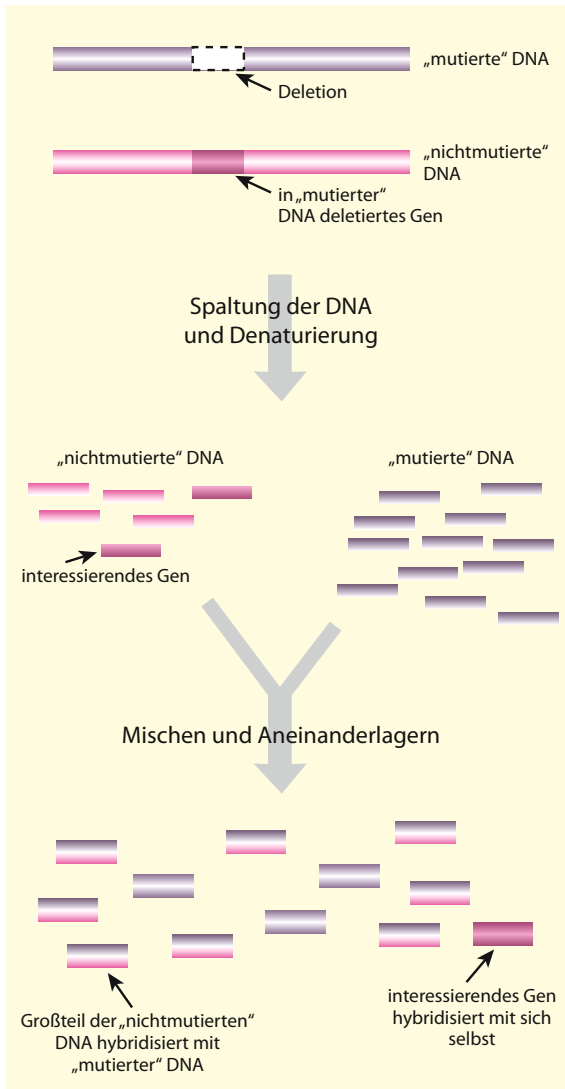 „mutierte“ DNA
Deletion
„nichtmutierte“
DNA
in „mutierter“
DNA deletiertes Gen
Spaltung der DNA
und Denaturierung
„nichtmutierte“ DNA
„mutierte“ DNA
interessierendes Gen
Mischen und Aneinanderlagern
Großteil der „nichtmutierten“
DNA hybridisiert mit
„mutierter“ DNA
interessierendes Gen
hybridisiert mit sich
selbst